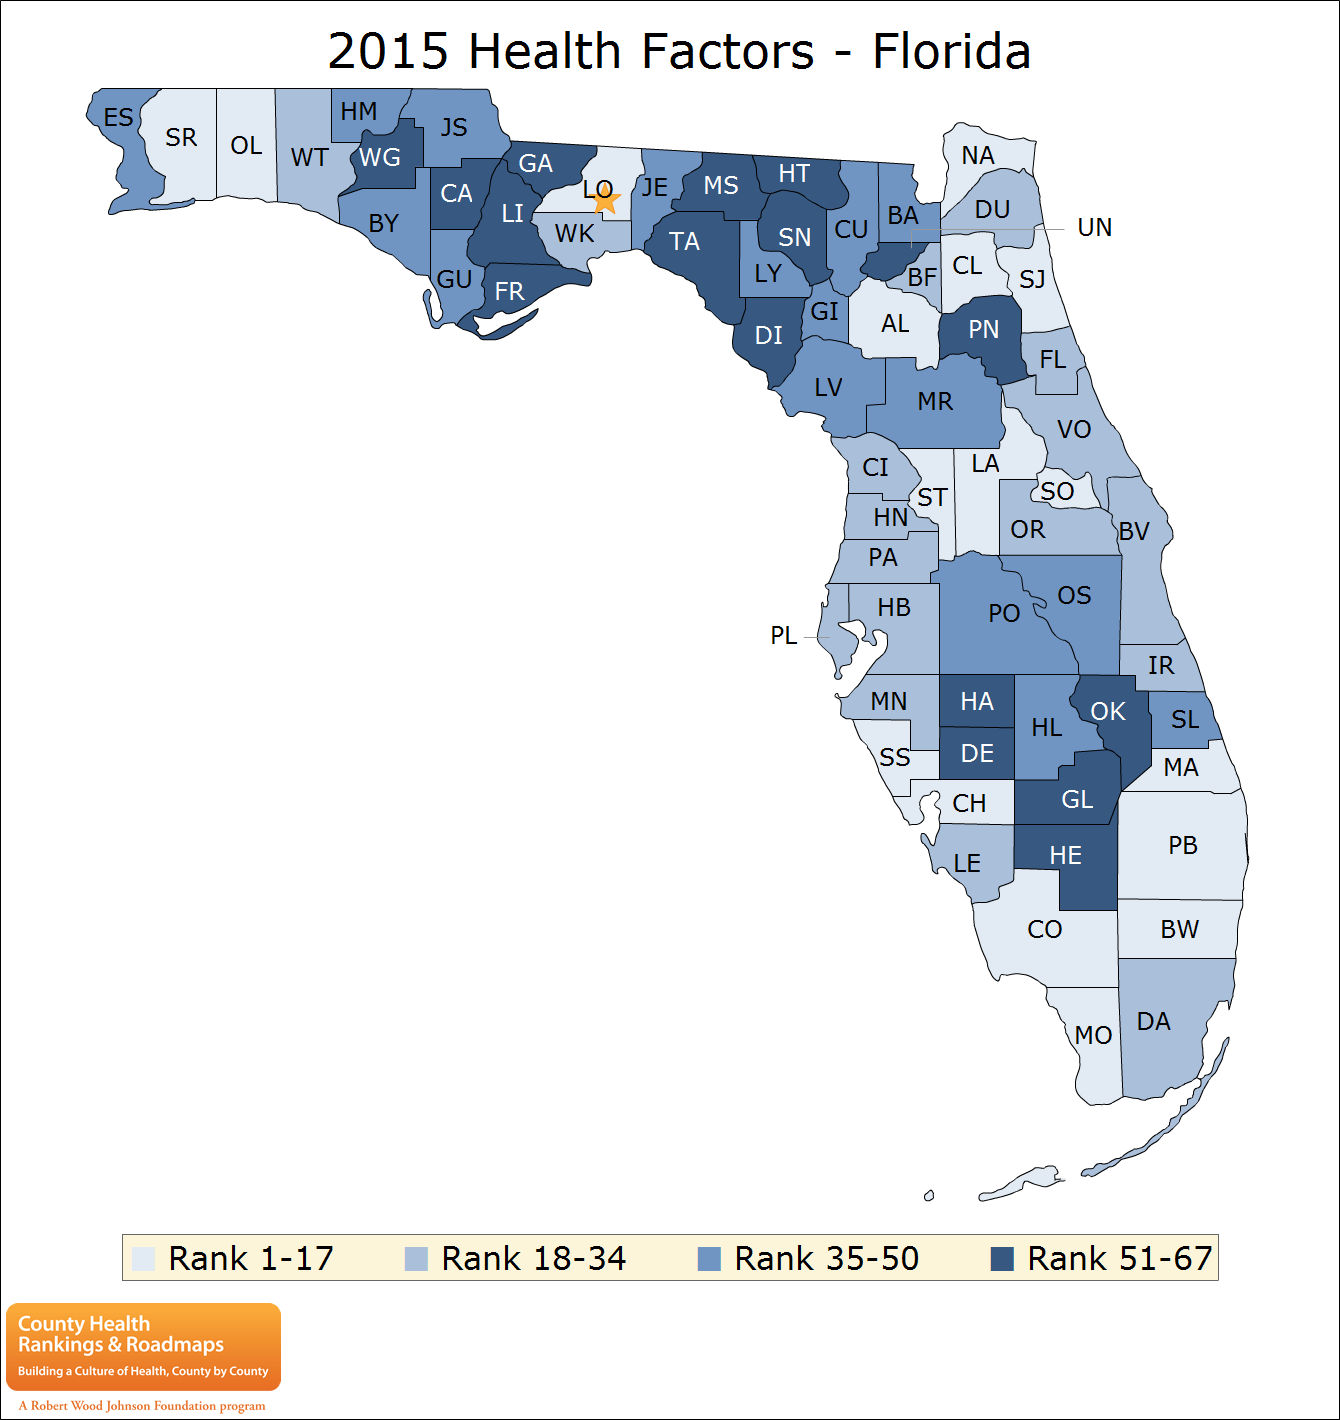 2015 Health Factors - Florida
ES
SR
OL
WT
HM
WG
JS
BY
CA
GU
GA
LI
FR
LO
WK
JE
MS
TA
HT
SN
LY
DI
CU
BA
UN
NA
DU
BF
CL
SJ
GI
AL
PN
FL
LV
MR
VO
CI
ST
LA
SO
HN
OR
BV
PA
PL
HB
PO
OS
IR
MN
HA
HL
OK
SL
SS
DE
MA
CH
GL
PB
LE
HE
CO
BW
MO
DA
Rank 1-17 Rank 18-34 Rank 35-50 Rank 51-67
County Health
Rankings & Roadmaps
Building a Culture of Health, County by County
A Robert Wood Johnson Foundation program